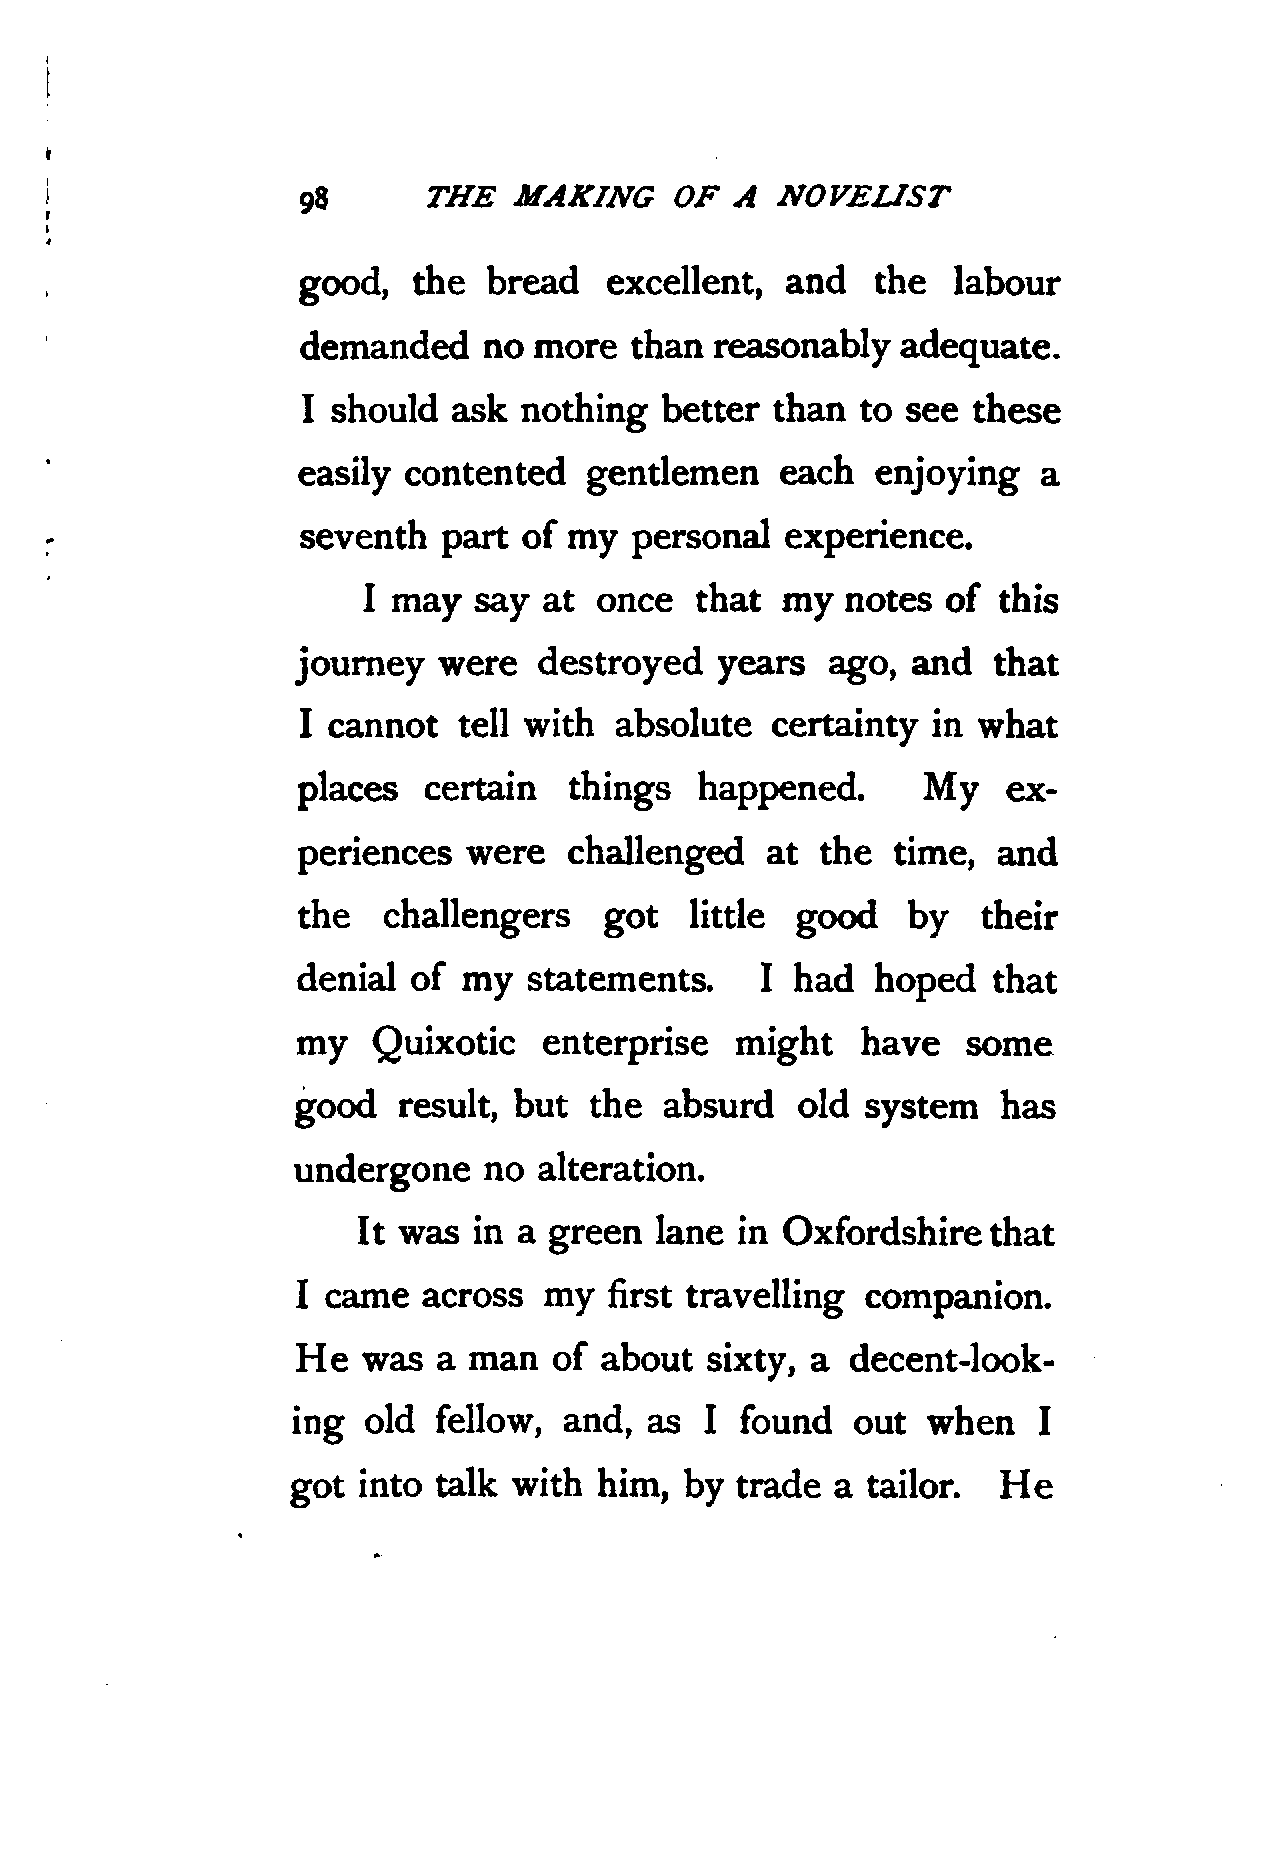 98 THE MAKING OF A NOVELIST
good, the bread excellent, and the labour
demanded no more than reasonably adequate.
I should ask nothing better than to see these
easily contented gentlemen each enjoying a
seventh part of my personal experience.
I may say at once that my notes of this
journey were destroyed years ago, and that
I cannot tell with absolute certainty in what
places certain things happened. My ex-
periences were challenged at the time, and
the challengers got little good by their
denial of my statements. I had hoped that
my Quixotic enterprise might have some
good result, but the absurd old system has
undergone no alteration.
It was in a green lane in Oxfordshire that
I came across my first travelling companion.
He was a man of about sixty, a decent-look-
ing old fellow, and, as I found out when I
got into talk with him, by trade a tailor. He